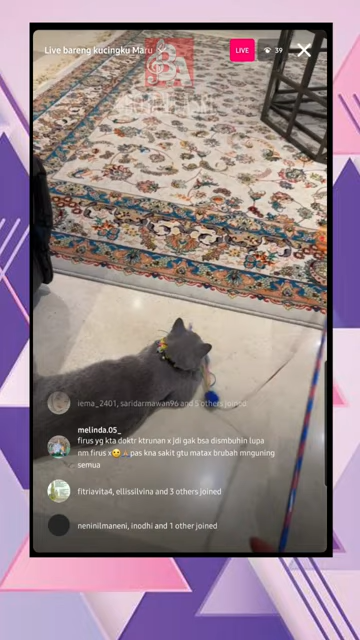 Live bareng kucingku Maru
LIVE
39
iema_2401, saridarmawan96 and 5 others joined
melinda.05_
firus yg kta doktr ktrunan x jdi gak bsa dismbuhin lupa
nm firus x😢🙏 pas kna sakit gtu matax brubah mnguning
semua
fitriavita4, ellissilvina and 3 others joined
neninilmaneni, inodhi and 1 other joined